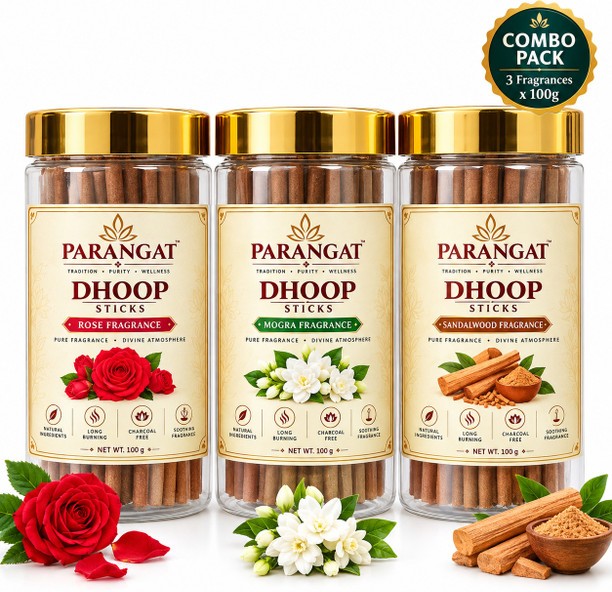 COMBO
PACK
3 Fragrances
x 100g
PARANGAT™
TRADITION • PURITY • WELLNESS
DHOOP
STICKS
ROSE FRAGRANCE
PURE FRAGRANCE • DIVINE ATMOSPHERE
NATURAL
INGREDIENTS
LONG
BURNING
CHARCOAL
FREE
SOOTHING
FRAGRANCE
NET WT. 100 g
PARANGAT™
TRADITION • PURITY • WELLNESS
DHOOP
STICKS
MOGRA FRAGRANCE
PURE FRAGRANCE • DIVINE ATMOSPHERE
NATURAL
INGREDIENTS
LONG
BURNING
CHARCOAL
FREE
SOOTHING
FRAGRANCE
NET WT. 100 g
PARANGAT™
TRADITION • PURITY • WELLNESS
DHOOP
STICKS
SANDALWOOD FRAGRANCE
PURE FRAGRANCE • DIVINE ATMOSPHERE
NATURAL
INGREDIENTS
LONG
BURNING
CHARCOAL
FREE
SOOTHING
FRAGRANCE
NET WT. 100 g